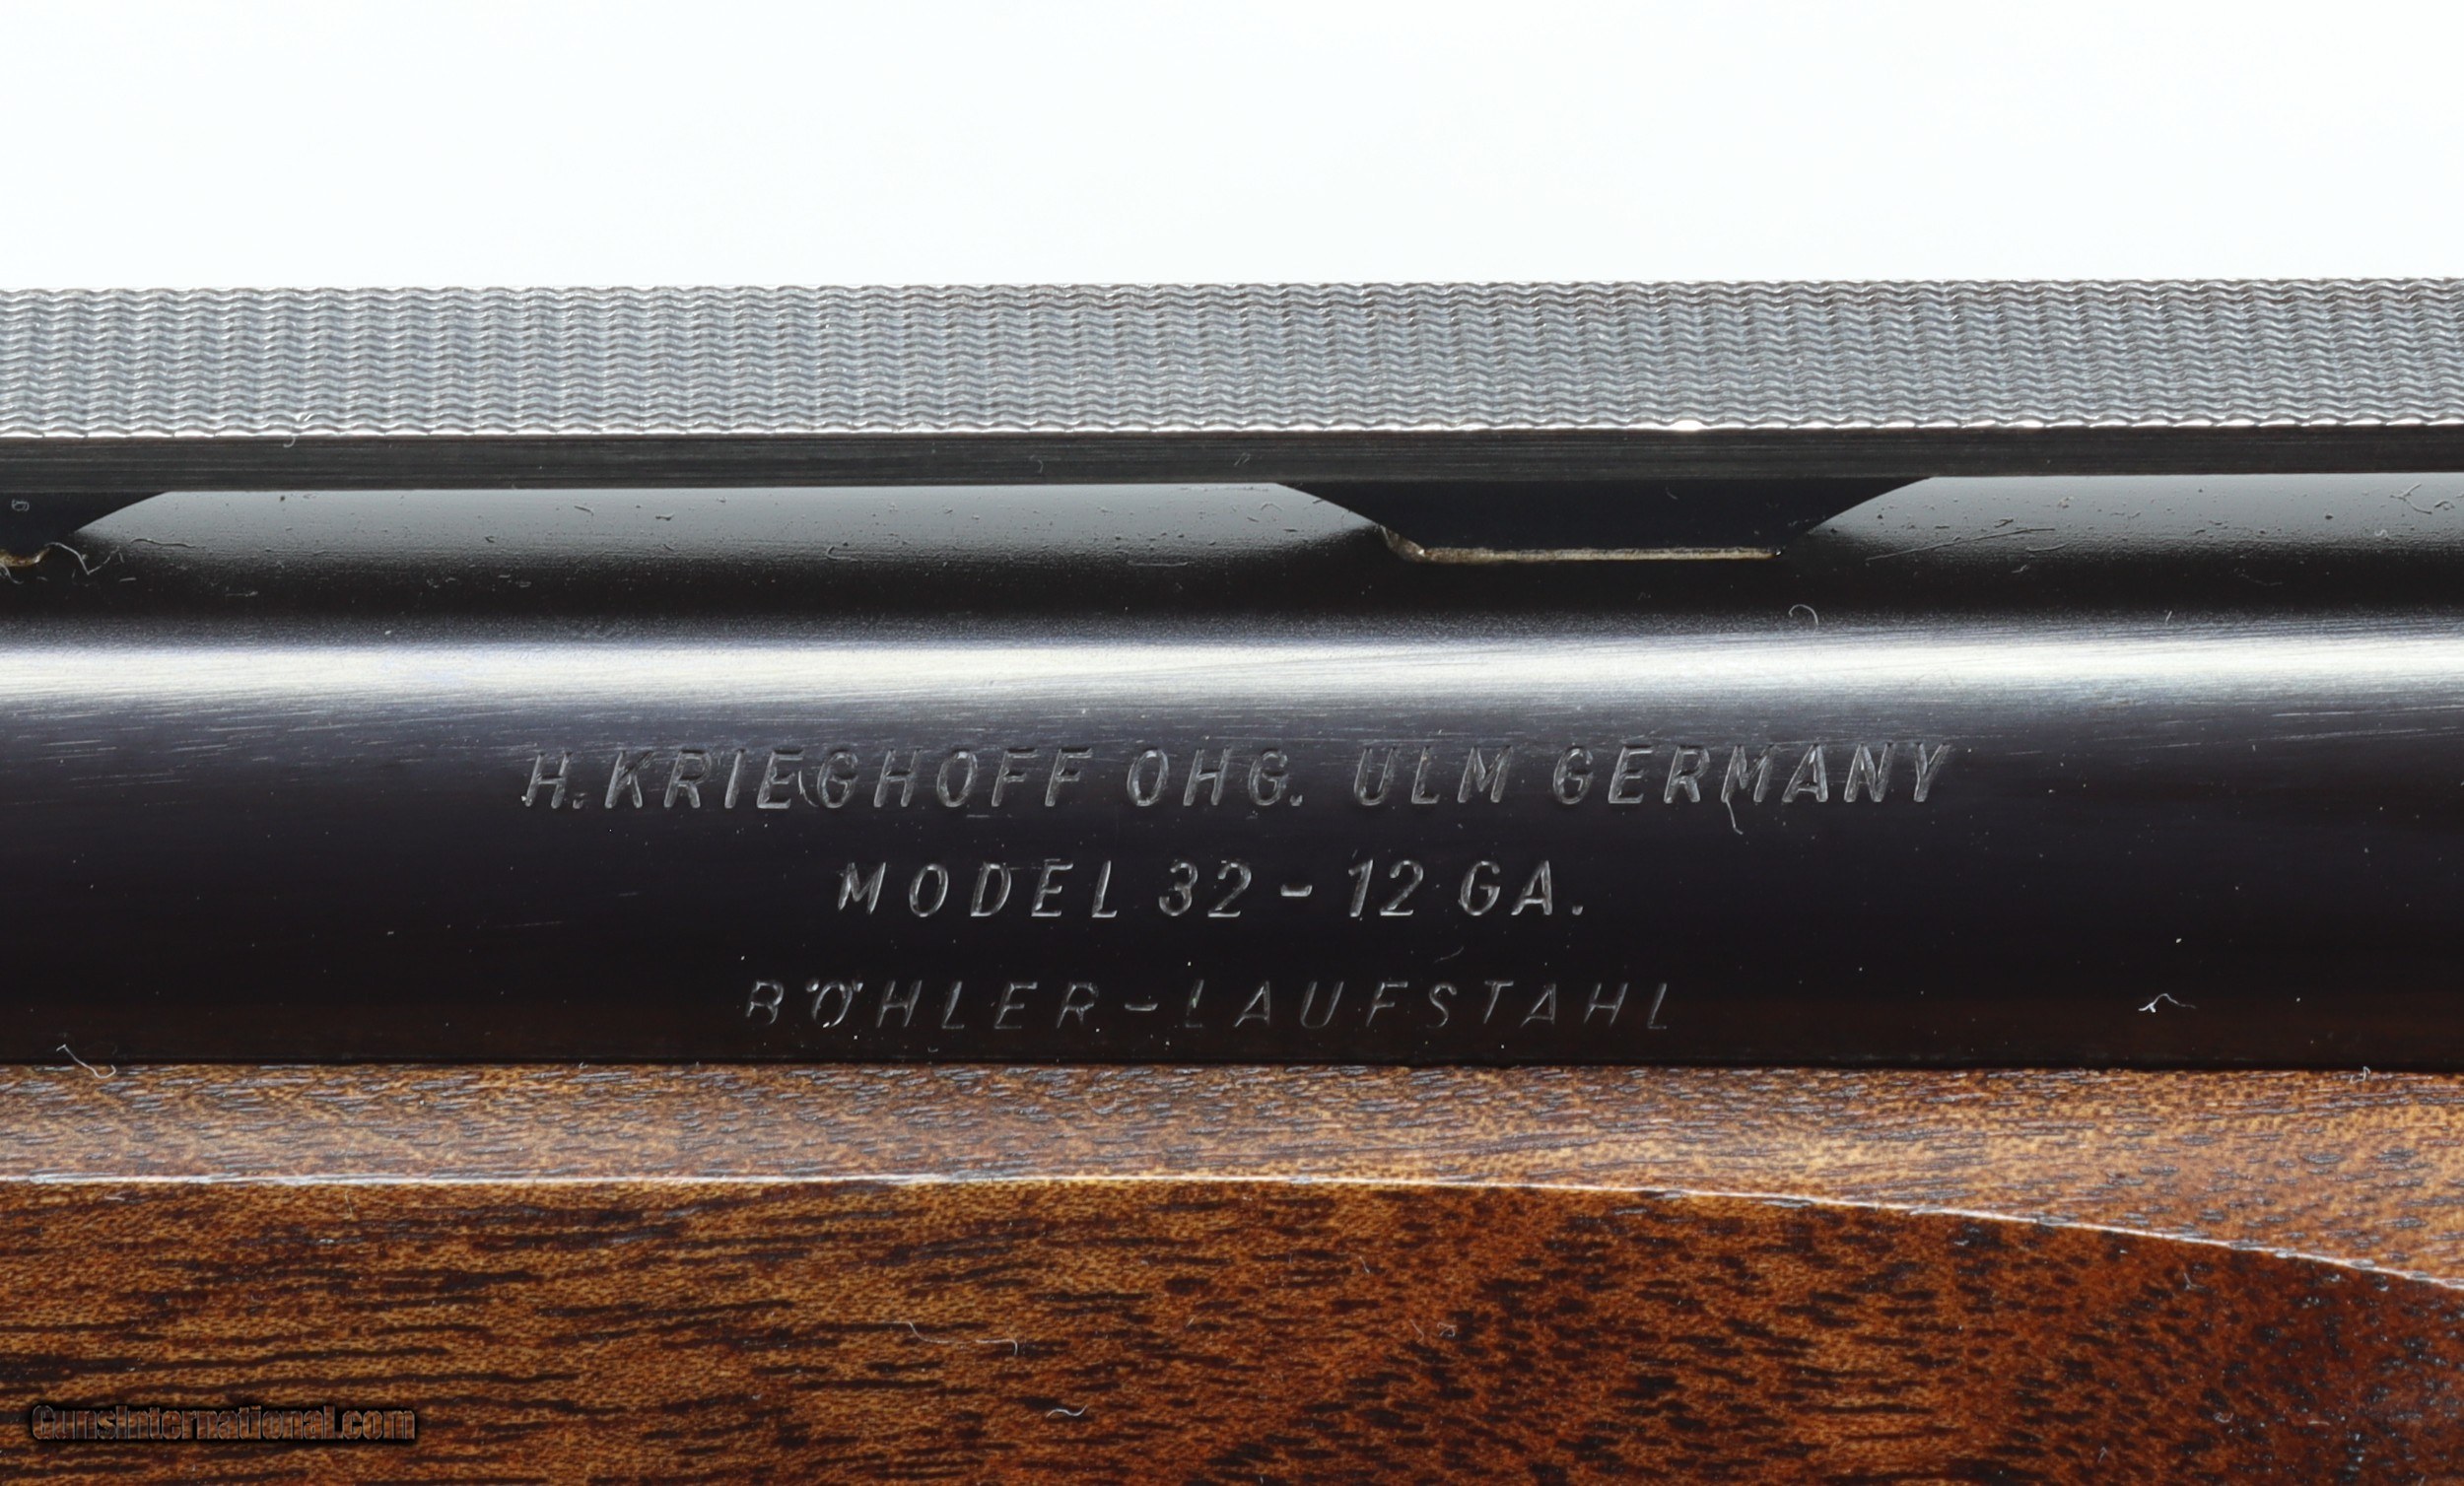 H.KRIEGHOFF OHG. ULM GERMANY
MODEL 32-12 GA.
BÖHLER-LAUFSTAHL
GunsInternational.com